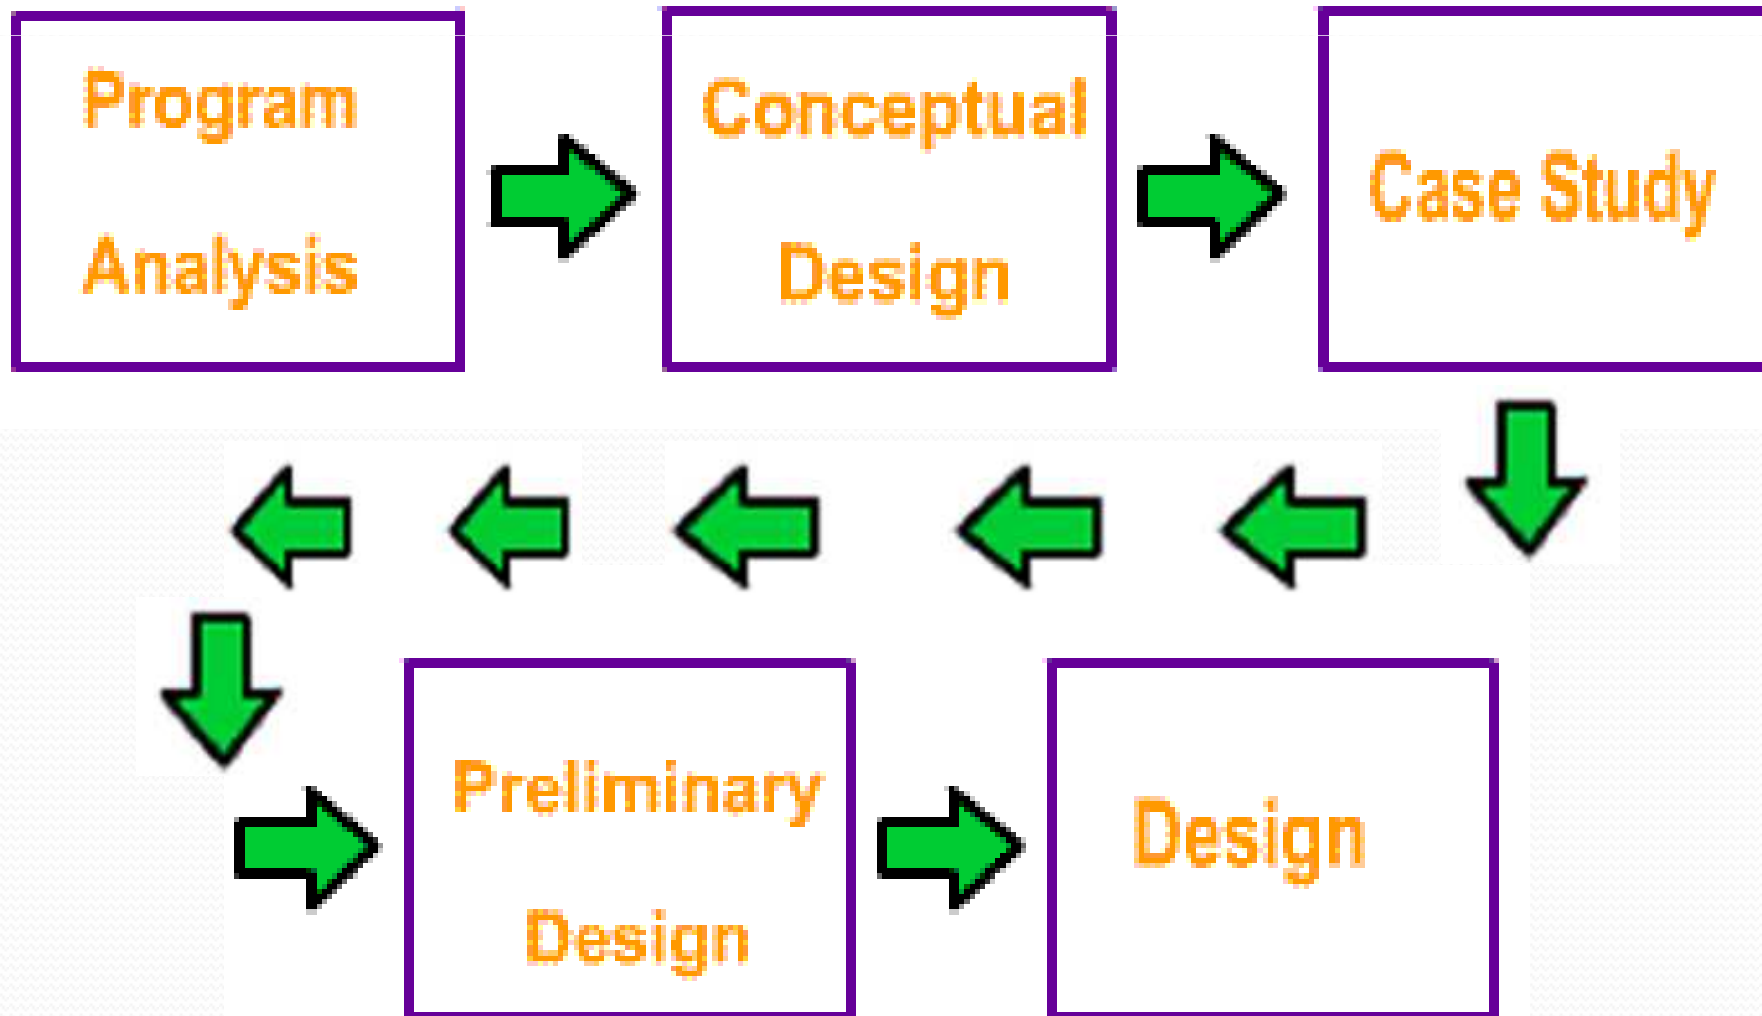 Program
Analysis
Conceptual
Design
Case Study
Preliminary
Design
Design